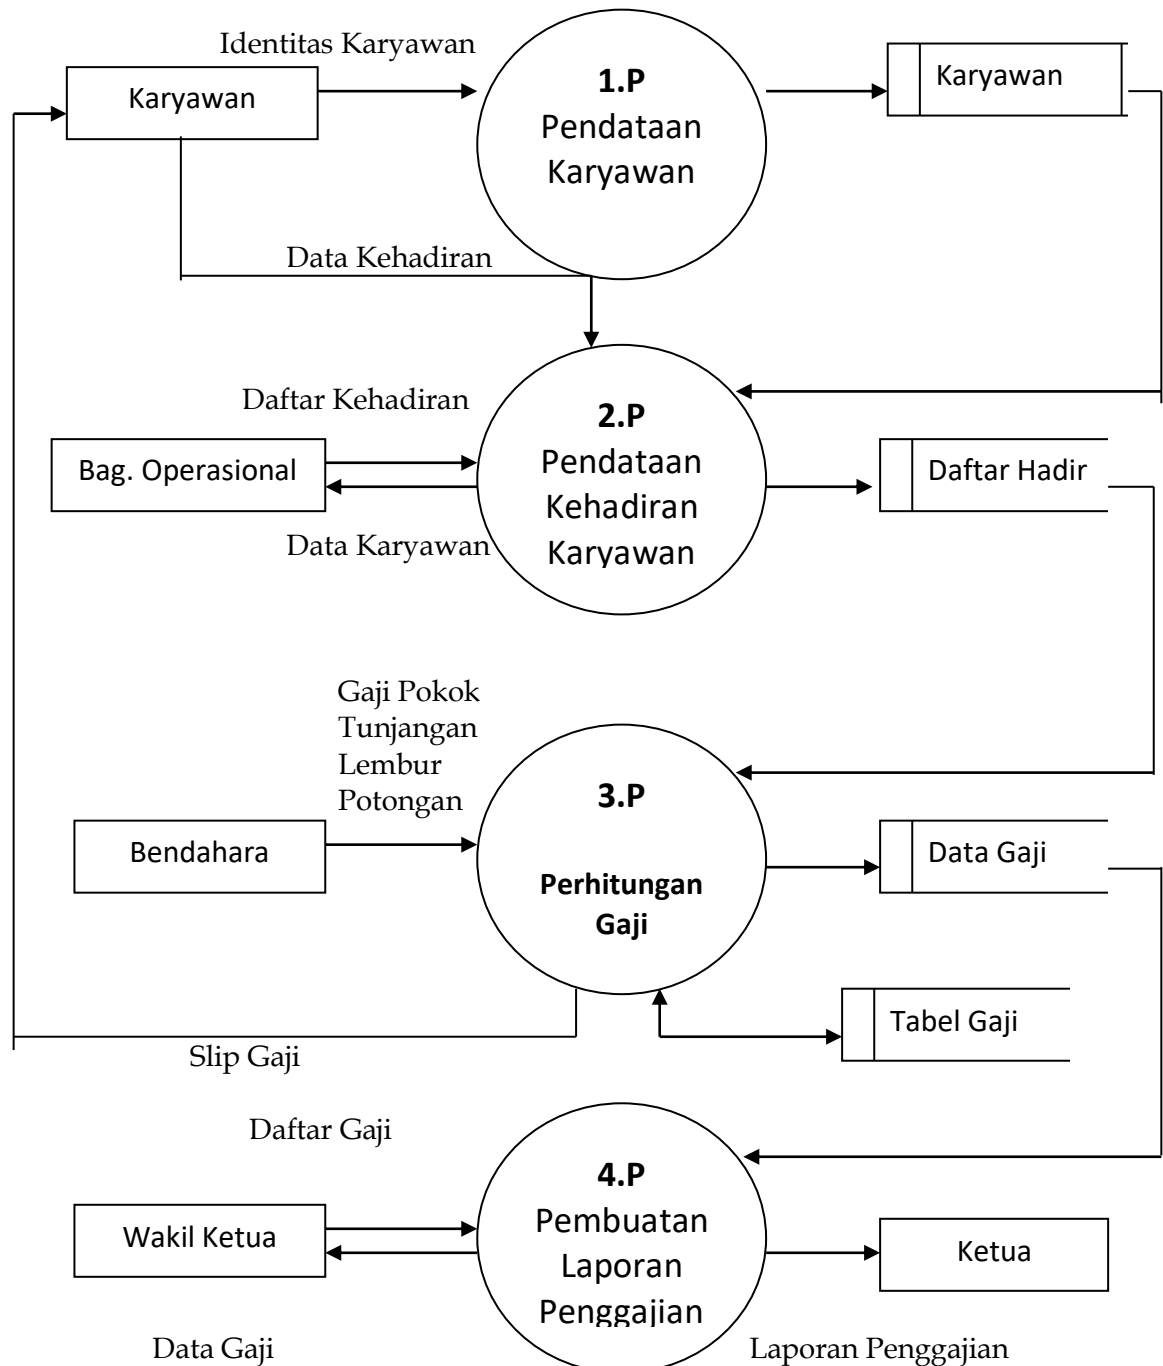 Identitas Karyawan
Karyawan
1.P
Pendataan
Karyawan
Karyawan
Data Kehadiran
Daftar Kehadiran
Bag. Operasional
Data Karyawan
2.P
Pendataan
Kehadiran
Karyawan
Daftar Hadir
Gaji Pokok
Tunjangan
Lembur
Potongan
Bendahara
3.P
Perhitungan
Gaji
Data Gaji
Tabel Gaji
Slip Gaji
Daftar Gaji
Wakil Ketua
4.P
Pembuatan
Laporan
Penggajian
Ketua
Data Gaji
Laporan Penggajian